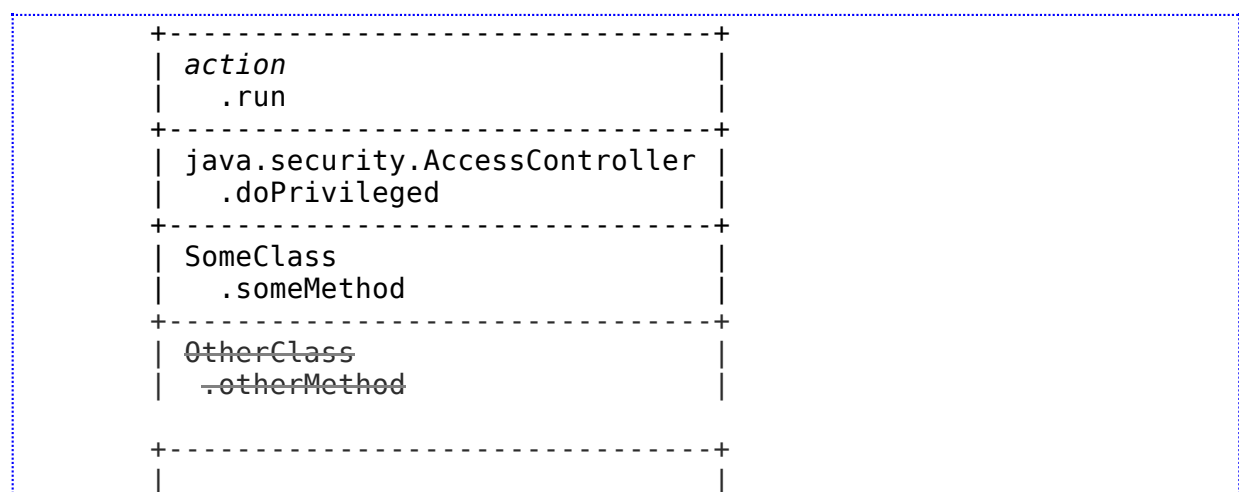 +--------------------------------+
| action                         |
|   .run                         |
+--------------------------------+
| java.security.AccessController |
|   .doPrivileged                |
+--------------------------------+
| SomeClass                      |
|   .someMethod                  |
+--------------------------------+
| OtherClass                     |
|  .otherMethod                  |
+--------------------------------+
|                                |